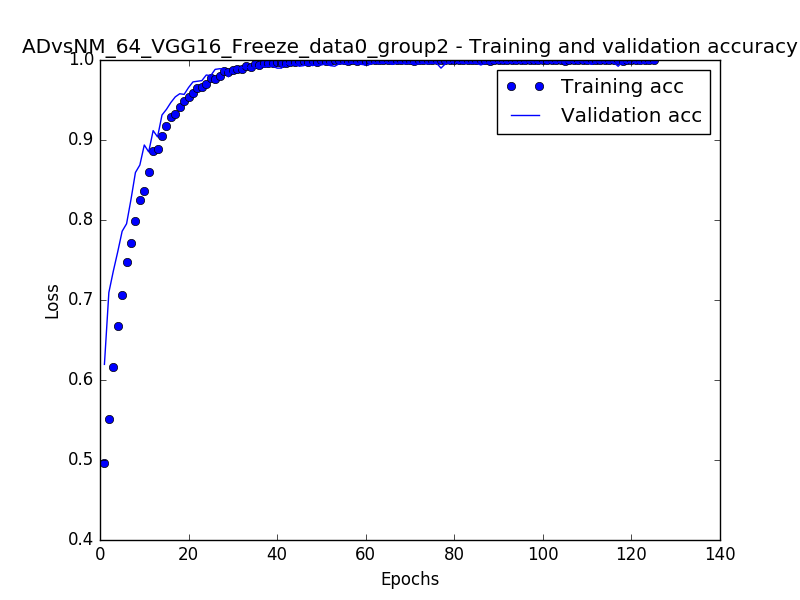 ADvsNM_64_VGG16_Freeze_data0_group2 - Training and validation accuracy
1.0
0.9
0.8
0.7
0.6
0.5
0.4
Loss
Training acc
Validation acc
0 20 40 60 80 100 120 140
Epochs